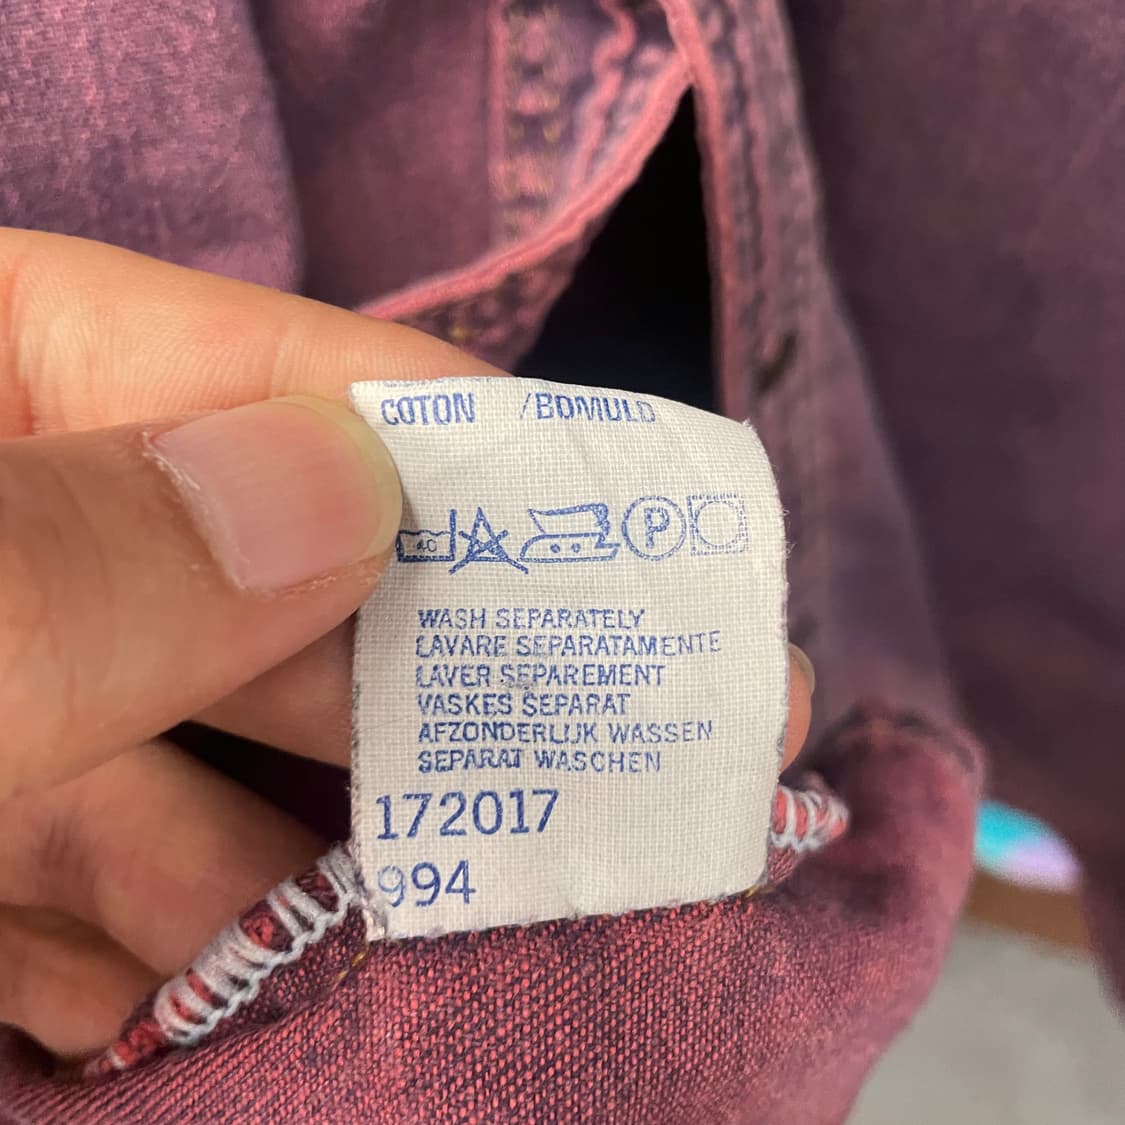 COTON /BOMULD
40 P
WASH SEPARATELY
LAVARE SEPARATAMENTE
LAVER SEPAREMENT
VASKES SEPARAT
AFZONDERLIJK WASSEN
SEPARAT WASCHEN
172017
994